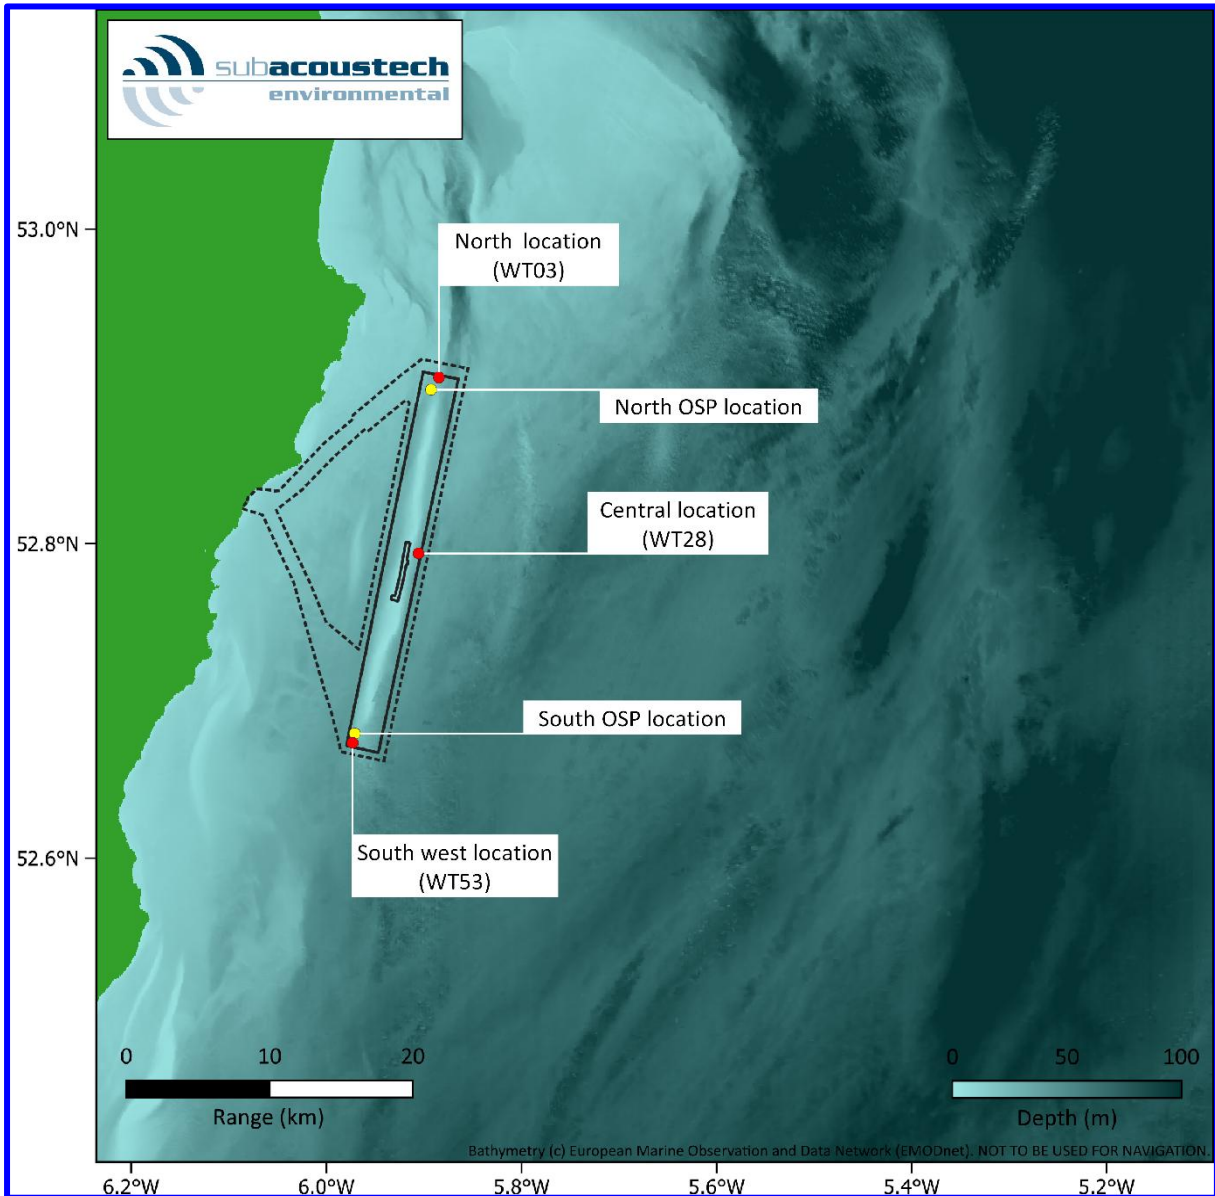 subacoustech
environmental
53.0°N
52.8°N
52.6°N
North location
(WT03)
North OSP location
Central location
(WT28)
South OSP location
South west location
(WT53)
0 10 20
Range (km)
0 50 100
Depth (m)
Bathymetry (c) European Marine Observation and Data Network (EMODnet). NOT TO BE USED FOR NAVIGATION.
6.2°W 6.0°W 5.8°W 5.6°W 5.4°W 5.2°W